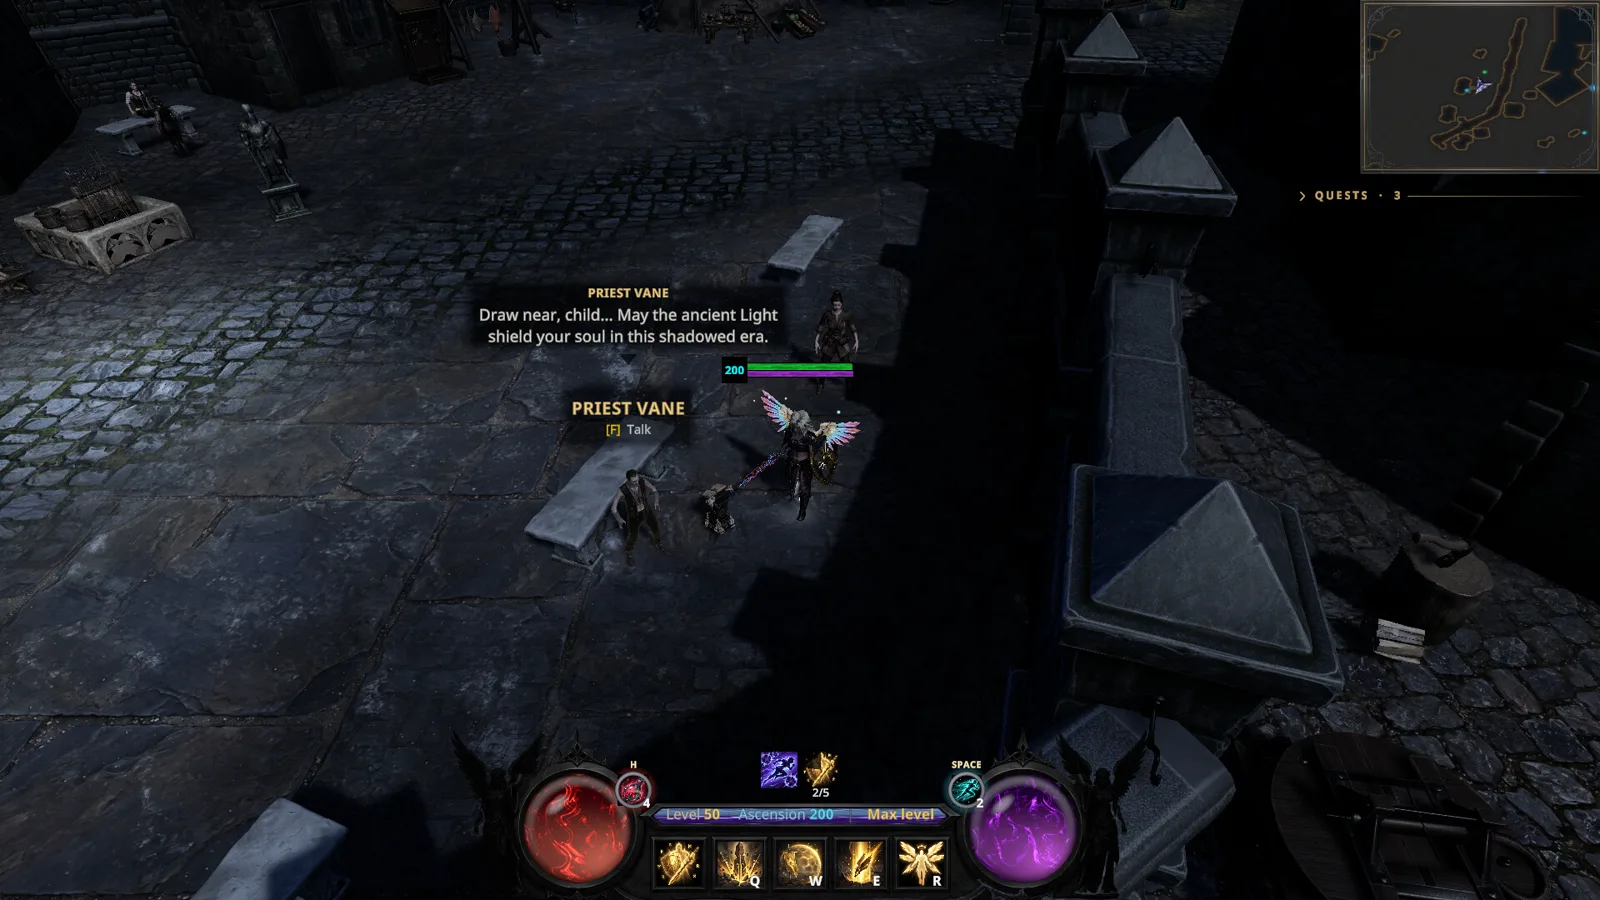 QUESTS · 3
PRIEST VANE
Draw near, child... May the ancient Light
shield your soul in this shadowed era.
200
PRIEST VANE
[F] Talk
H
4
2/5
SPACE
2
Level 50 Ascension 200 Max level
Q W E R